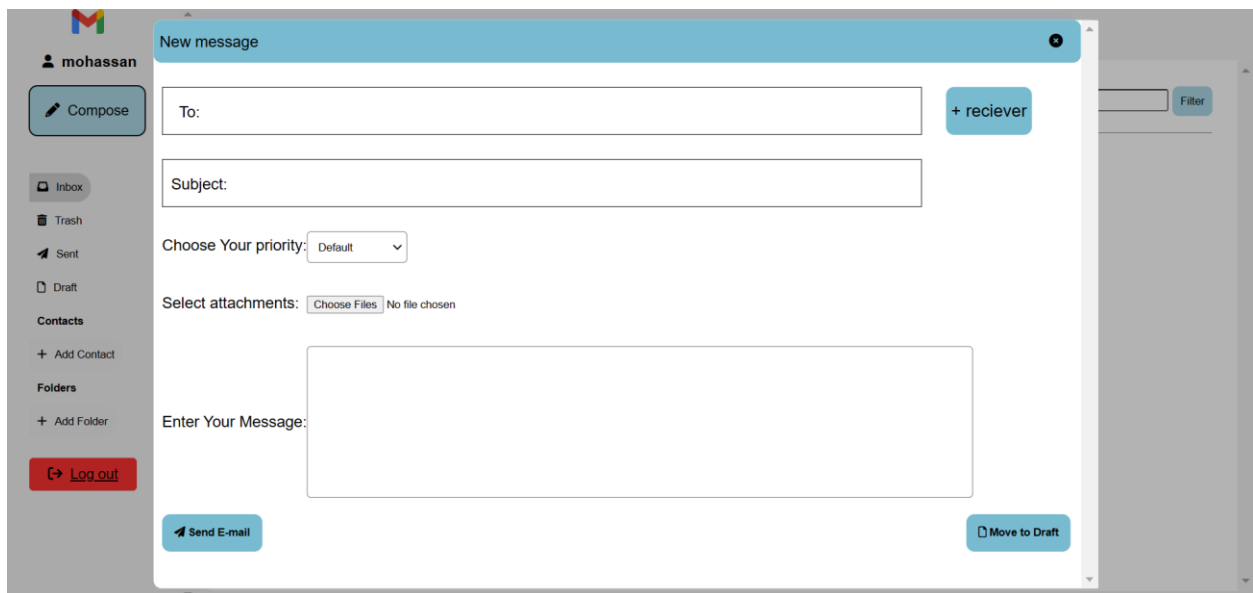 mohassan
Compose
Inbox
Trash
Sent
Draft
Contacts
+ Add Contact
Folders
+ Add Folder
Log out
New message
To:
+ reciever
Subject:
Choose Your priority: Default
Select attachments: Choose Files No file chosen
Enter Your Message:
Send E-mail
Move to Draft
Filter